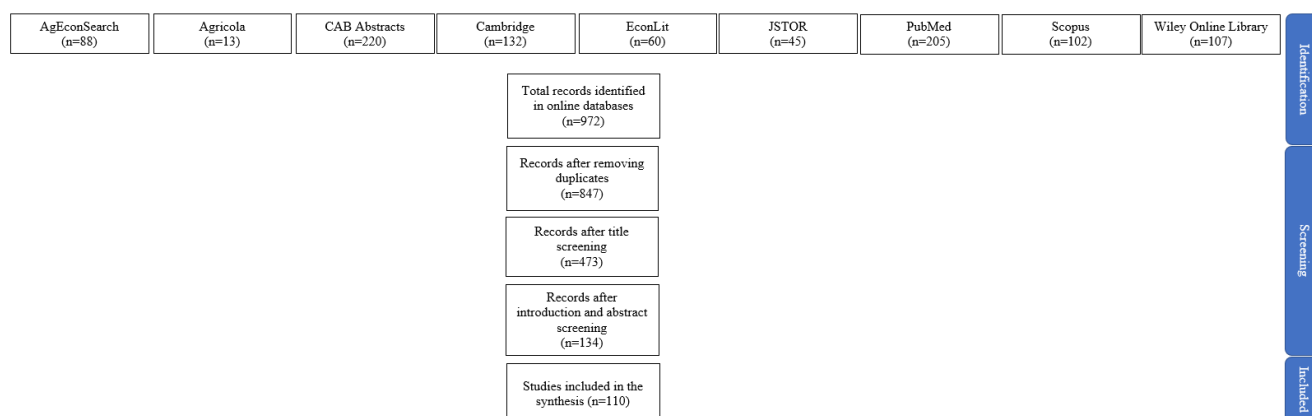 AgEconSearch
(n=88)
Agricola
(n=13)
CAB Abstracts
(n=220)
Cambridge
(n=132)
EconLit
(n=60)
JSTOR
(n=45)
PubMed
(n=205)
Scopus
(n=102)
Wiley Online Library
(n=107)
Identification
Total records identified
in online databases
(n=972)
Records after removing
duplicates
(n=847)
Records after title
screening
(n=473)
Screening
Records after
introduction and abstract
screening
(n=134)
Studies included in the
synthesis (n=110)
Included